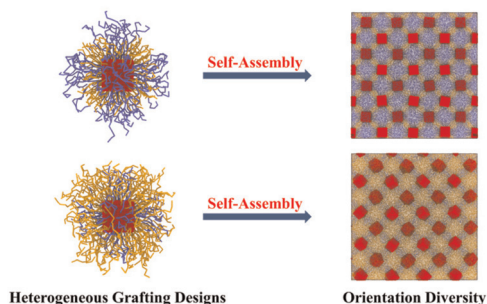 Self-Assembly
Self-Assembly
Heterogeneous Grafting Designs
Orientation Diversity